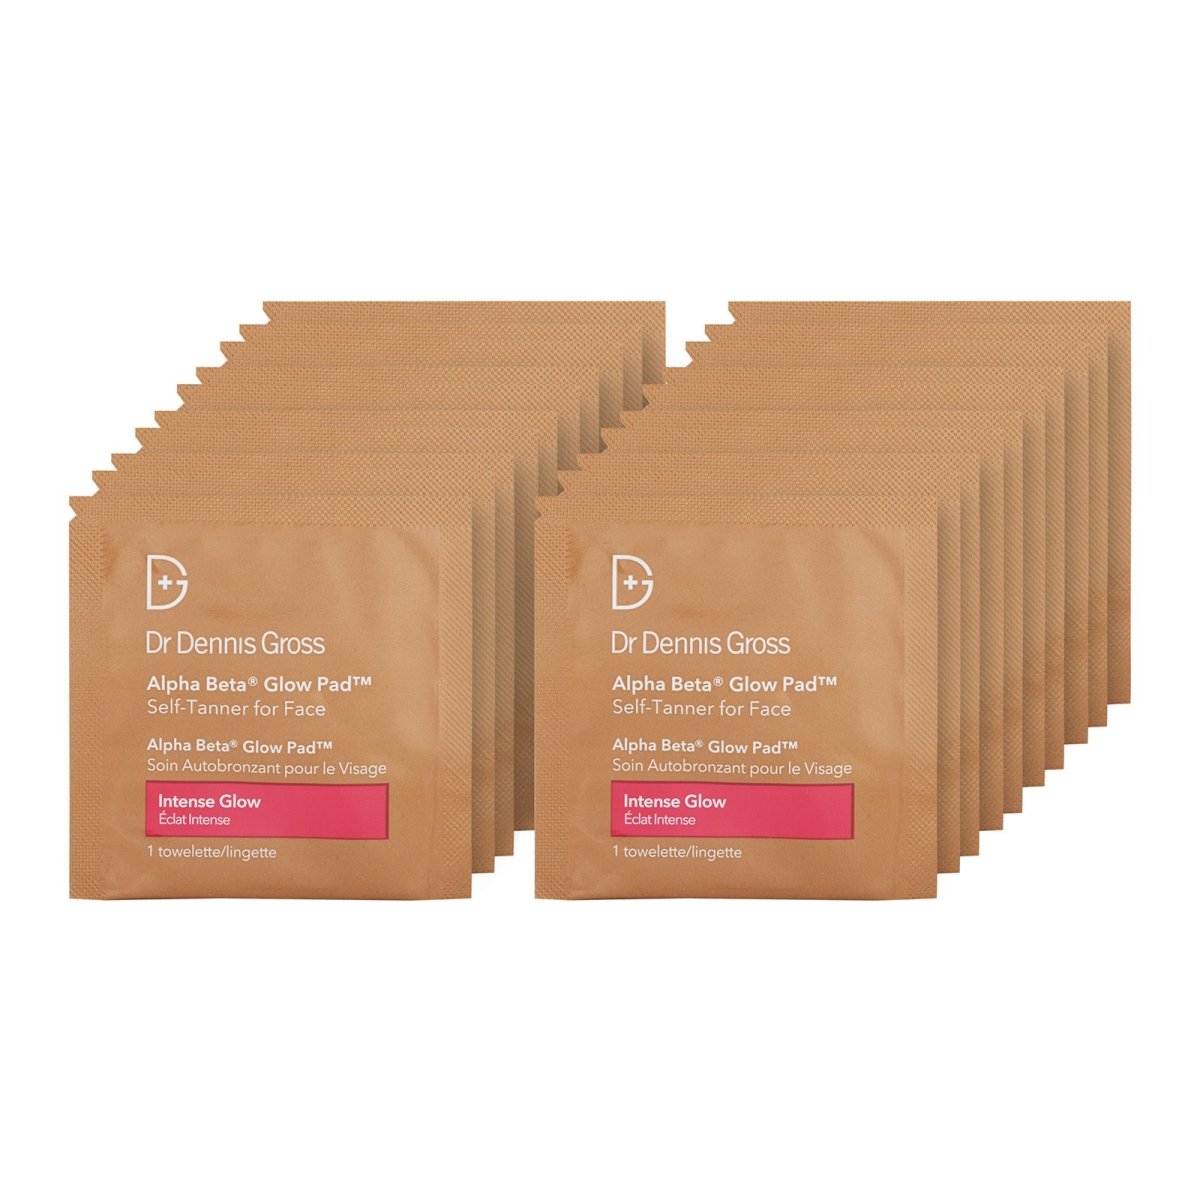 D+G
Dr Dennis Gross
Alpha Beta® Glow Pad™
Self-Tanner for Face
Alpha Beta® Glow Pad™
Soin Autobronzant pour le Visage
Intense Glow
Éclat Intense
1 towelette/lingette
D+G
Dr Dennis Gross
Alpha Beta® Glow Pad™
Self-Tanner for Face
Alpha Beta® Glow Pad™
Soin Autobronzant pour le Visage
Intense Glow
Éclat Intense
1 towelette/lingette